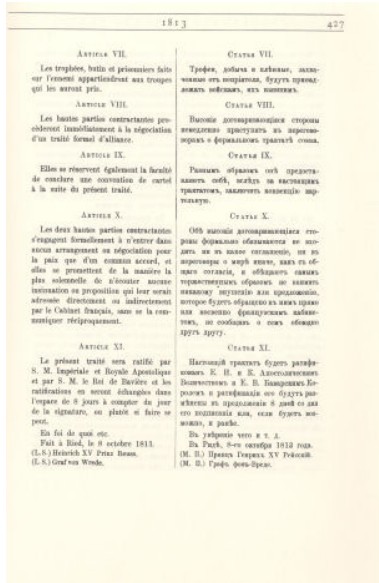 1813
427
ARTICLE VII.
Les trophées, butin et prisonniers faits
sur l'ennemi appartiendront aux troupes
qui les auront pris.
ARTICLE VIII.
Les hautes parties contractantes pro-
cèderont immédiatement à la négociation
d'un traité formel d'alliance.
ARTICLE IX.
Elles se réservent également la faculté
de conclure une convention de cartel
à la suite du présent traité.
ARTICLE X.
Les deux hautes parties contractantes
s'engagent formellement à n'entrer dans
aucun arrangement ou négociation pour
la paix que d'un commun accord, et
elles se promettent de la manière la
plus solennelle de n'écouter aucune
insinuation ou proposition qui leur serait
adressée directement ou indirectement
par le Cabinet français, sans se la com-
muniquer réciproquement.
ARTICLE XI.
Le présent traité sera ratifié par
S. M. Impériale et Royale Apostolique
et par S. M. le Roi de Bavière et les
ratifications en seront échangées dans
l'espace de 8 jours à compter du jour
de la signature, ou plutôt si faire se
peut.
En foi de quoi etc.
Fait à Ried, le 8 octobre 1813.
(L. S.) Heinrich XV Prinz Reuss.
(L. S.) Graf von Wrede.
СТАТЬЯ VII.
Трофеи, добыча и плѣнные, захва-
ченные отъ непріятеля, будутъ принад-
лежать войскамъ, ихъ взявшимъ.
СТАТЬЯ VIII.
Высокія договаривающіяся стороны
немедленно приступятъ къ перегово-
рамъ о формальномъ трактатѣ союза.
СТАТЬЯ IX.
Равнымъ образомъ онѣ предоста-
вляютъ себѣ, вслѣдъ за настоящимъ
трактатомъ, заключить конвенцію кар-
тельную.
СТАТЬЯ X.
Обѣ высокія договаривающіяся сто-
роны формально обязываются не вхо-
дить ни въ какое соглашеніе, ни въ
переговоры о мирѣ иначе, какъ съ об-
щаго согласія, и обѣщаютъ самымъ
торжественнымъ образомъ не внимать
никакому внушенію или предложенію,
которое будетъ обращено къ нимъ прямо
или косвенно французскимъ кабине-
томъ, не сообщивъ о семъ обоюдно
другъ другу.
СТАТЬЯ XI.
Настоящій трактатъ будетъ ратифи-
кованъ Е. И. и К. Апостолическимъ
Величествомъ и Е. В. Баварскимъ Ко-
ролемъ и ратификаціи его будутъ раз-
мѣнены въ продолженіе 8 дней со дня
его подписанія или, если будетъ воз-
можно, и ранѣе.
Въ увѣреніе чего и т. д.
Въ Ридѣ, 8-го октября 1813 года.
(М. П.) Принцъ Генрихъ XV Рейсскій.
(М. П.) Графъ фонъ-Вреде.